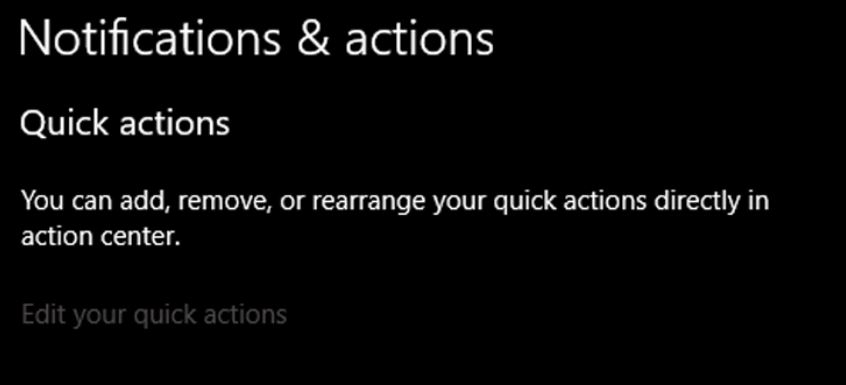 Notifications & actions
Quick actions
You can add, remove, or rearrange your quick actions directly in
action center.
Edit your quick actions